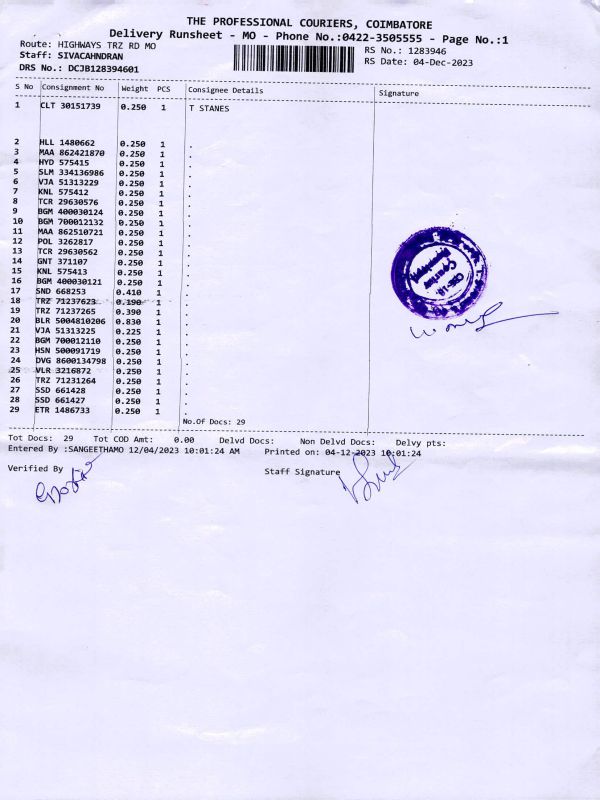 THE PROFESSIONAL COURIERS, COIMBATORE
Delivery Runsheet - MO - Phone No.:0422-3505555 - Page No.:1
Route: HIGHWAYS TRZ RD MO RS No.: 1283946
Staff: SIVACAHNDRAN RS Date: 04-Dec-2023
DRS No.: DCJB128394601
S No Consignment No Weight PCS Consignee Details Signature
1 CLT 30151739 0.250 1 T STANES
2 HLL 1480662 0.250 1 .
3 MAA 862421870 0.250 1 .
4 HYD 575415 0.250 1 .
5 SLM 334136986 0.250 1 .
6 VJA 51313229 0.250 1 .
7 KNL 575412 0.250 1 .
8 TCR 29630576 0.250 1 .
9 BGM 400030124 0.250 1 .
10 BGM 700012132 0.250 1 .
11 MAA 862510721 0.250 1 .
12 POL 3262817 0.250 1 .
13 TCR 29630562 0.250 1 .
14 GNT 371107 0.250 1 .
15 KNL 575413 0.250 1 .
16 BGM 400030121 0.250 1 .
17 SND 668253 0.410 1 .
18 TRZ 71237623 0.390 1 .
19 TRZ 71237265 0.390 1 .
20 BLR 5004810206 0.830 1 .
21 VJA 51313225 0.225 1 .
22 BGM 700012110 0.250 1 .
23 HSN 500091719 0.250 1 .
24 DVG 8600134798 0.250 1 .
25 VLR 3216872 0.250 1 .
26 TRZ 71231264 0.250 1 .
27 SSD 661428 0.250 1 .
28 SSD 661427 0.250 1 .
29 ETR 1486733 0.250 1 .
No.Of Docs: 29
Tot Docs: 29 Tot COD Amt: 0.00 Delvd Docs: Non Delvd Docs: Delvy pts:
Entered By :SANGEETHAMO 12/04/2023 10:01:24 AM Printed on: 04-12-2023 10:01:24
Verified By Staff Signature